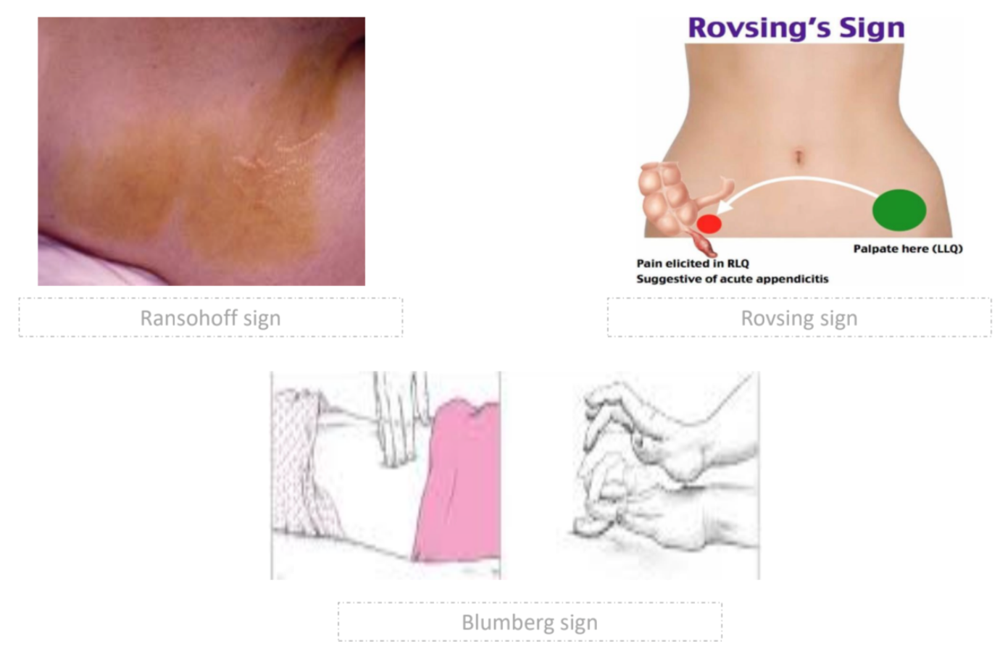 Rovsing's Sign
Palpate here (LLQ)
Pain elicited in RLQ
Suggestive of acute appendicitis
Ransohoff sign
Rovsing sign
Blumberg sign